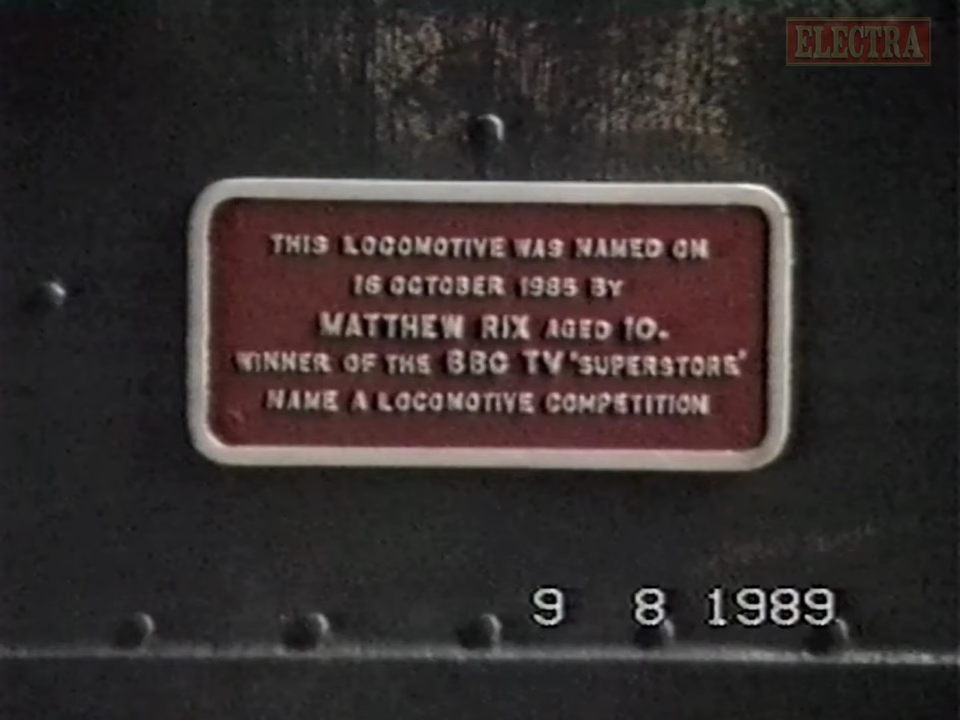 ELECTRA
THIS LOCOMOTIVE WAS NAMED ON
16 OCTOBER 1985 BY
MATTHEW RIX AGED 10.
WINNER OF THE BBC TV 'SUPERSTORE'
NAME A LOCOMOTIVE COMPETITION
9 8 1989